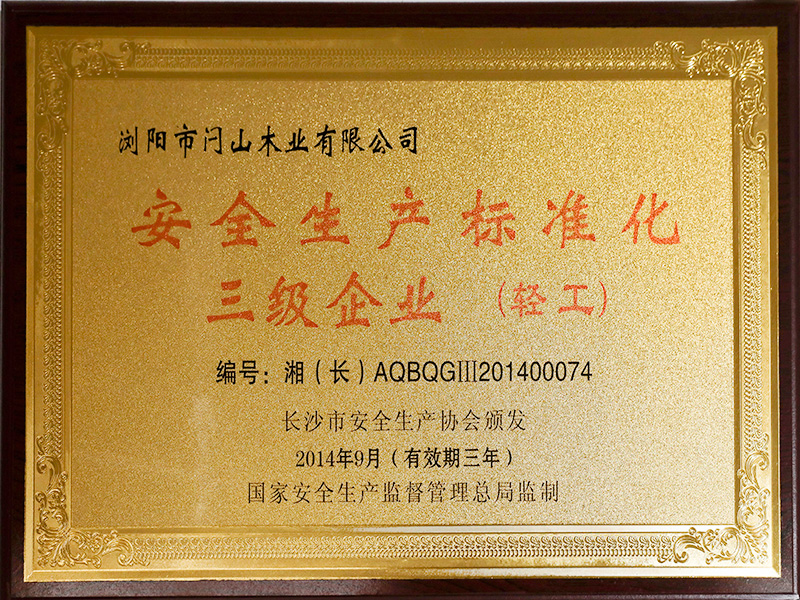 浏阳市闩山木业有限公司
安全生产标准化
三级企业（轻工）
编号：湘（长）AQBQGIII201400074
长沙市安全生产协会颁发
2014年9月（有效期三年）
国家安全生产监督管理总局监制